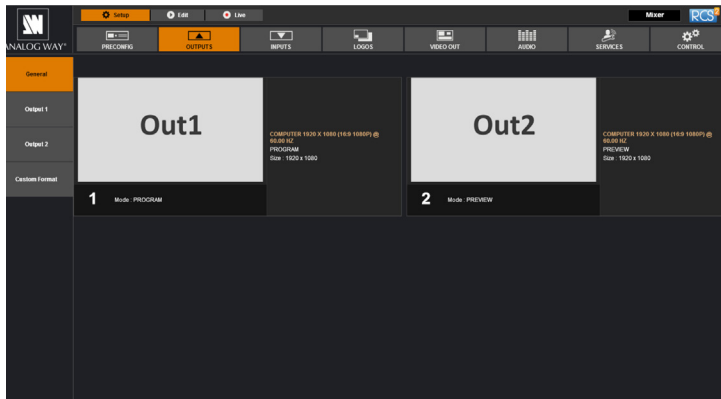 Setup
Edit
Live
Mixer
RCS2
ANALOG WAY®
PRECONFIG
OUTPUTS
INPUTS
LOGOS
VIDEO OUT
AUDIO
SERVICES
CONTROL
General
Output 1
Output 2
Custom Format
Out1
COMPUTER 1920 X 1080 (16:9 1080P) @
60.00 HZ
PROGRAM
Size : 1920 x 1080
1 Mode : PROGRAM
Out2
COMPUTER 1920 X 1080 (16:9 1080P) @
60.00 HZ
PREVIEW
Size : 1920 x 1080
2 Mode : PREVIEW